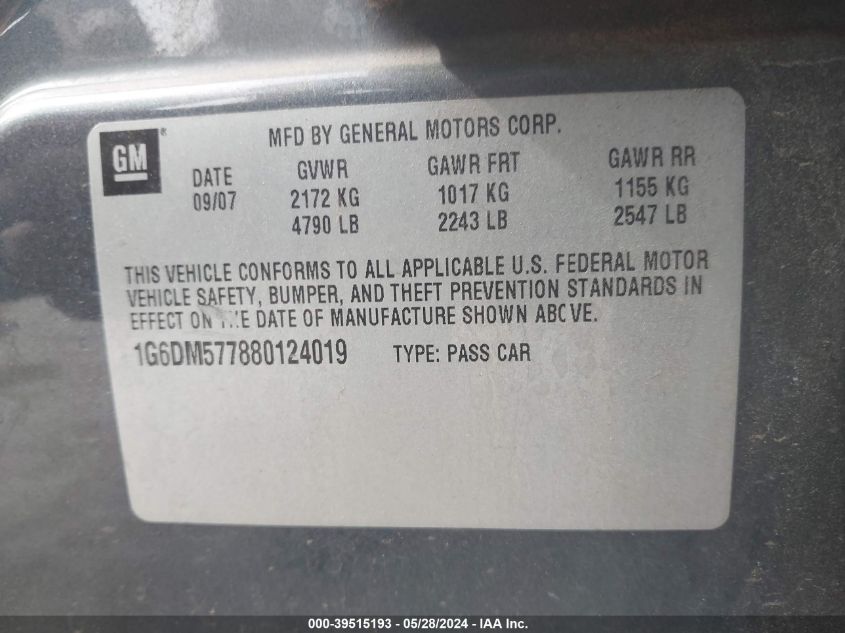 GM®
MFD BY GENERAL MOTORS CORP.
DATE GVWR GAWR FRT GAWR RR
09/07 2172 KG 1017 KG 1155 KG
4790 LB 2243 LB 2547 LB
THIS VEHICLE CONFORMS TO ALL APPLICABLE U.S. FEDERAL MOTOR
VEHICLE SAFETY, BUMPER, AND THEFT PREVENTION STANDARDS IN
EFFECT ON THE DATE OF MANUFACTURE SHOWN ABOVE.
1G6DM577880124019 TYPE: PASS CAR
000-39515193 - 05/28/2024 - IAA Inc.